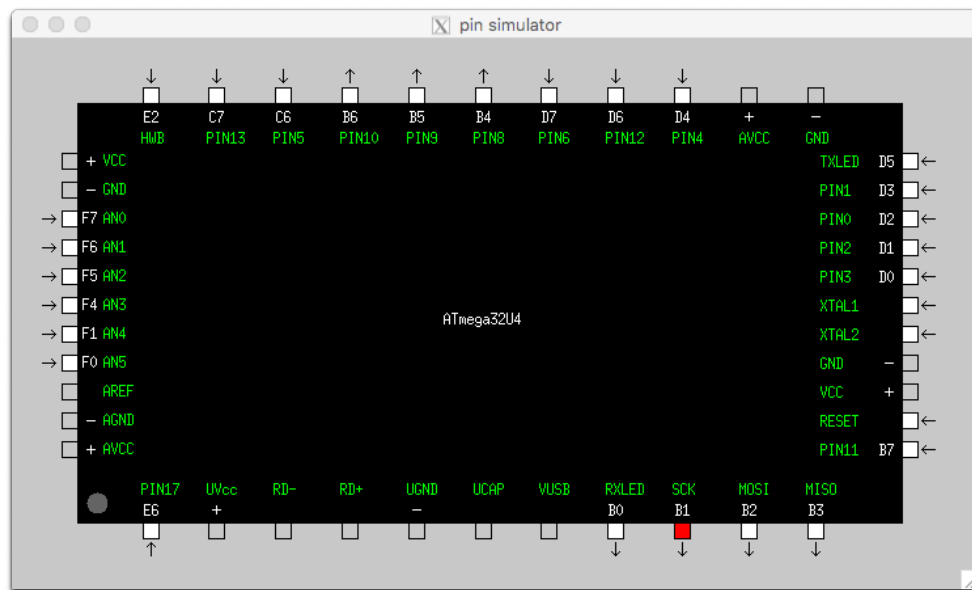 pin simulator
E2 C7 C6 B6 B5 B4 D7 D6 D4 + −
HWB PIN13 PIN5 PIN10 PIN9 PIN8 PIN6 PIN12 PIN4 AVCC GND
+ VCC TXLED D5
− GND PIN1 D3
F7 AN0 PIN0 D2
F6 AN1 PIN2 D1
F5 AN2 PIN3 D0
F4 AN3 XTAL1
ATmega32U4
F1 AN4 XTAL2
F0 AN5 GND −
AREF VCC +
− AGND RESET
+ AVCC PIN11 B7
PIN17 UVcc RD- RD+ UGND UCAP VUSB RXLED SCK MOSI MISO
E6 + − B0 B1 B2 B3